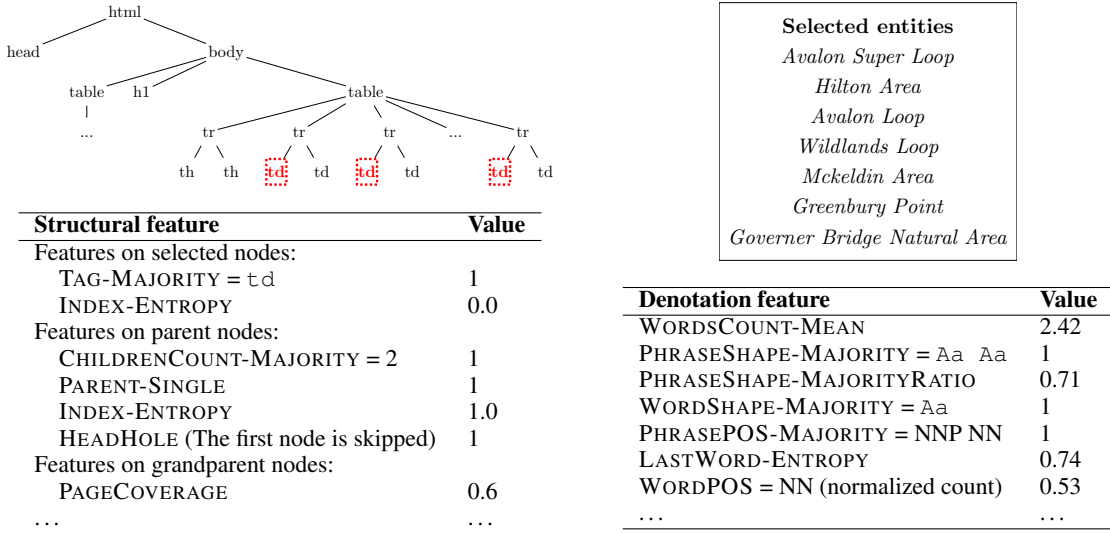 html
head body
table h1 table
... tr tr tr ... tr
th th td td td td td td
Structural feature Value
Features on selected nodes:
TAG-MAJORITY = td 1
INDEX-ENTROPY 0.0
Features on parent nodes:
CHILDRENCOUNT-MAJORITY = 2 1
PARENT-SINGLE 1
INDEX-ENTROPY 1.0
HEADHOLE (The first node is skipped) 1
Features on grandparent nodes:
PAGECOVERAGE 0.6
... ...
Selected entities
Avalon Super Loop
Hilton Area
Avalon Loop
Wildlands Loop
Mckeldin Area
Greenbury Point
Governer Bridge Natural Area
Denotation feature Value
WORDSCOUNT-MEAN 2.42
PHRASESHAPE-MAJORITY = Aa Aa 1
PHRASESHAPE-MAJORITYRATIO 0.71
WORDSHAPE-MAJORITY = Aa 1
PHRASEPOS-MAJORITY = NNP NN 1
LASTWORD-ENTROPY 0.74
WORDPOS = NN (normalized count) 0.53
... ...